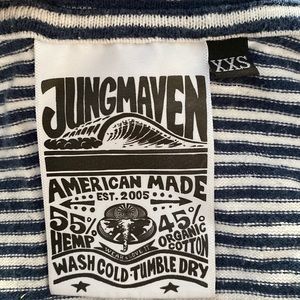 JUNGMAVEN
XXS
AMERICAN MADE
EST. 2005
55% HEMP
45% ORGANIC COTTON
WASH COLD TUMBLE DRY